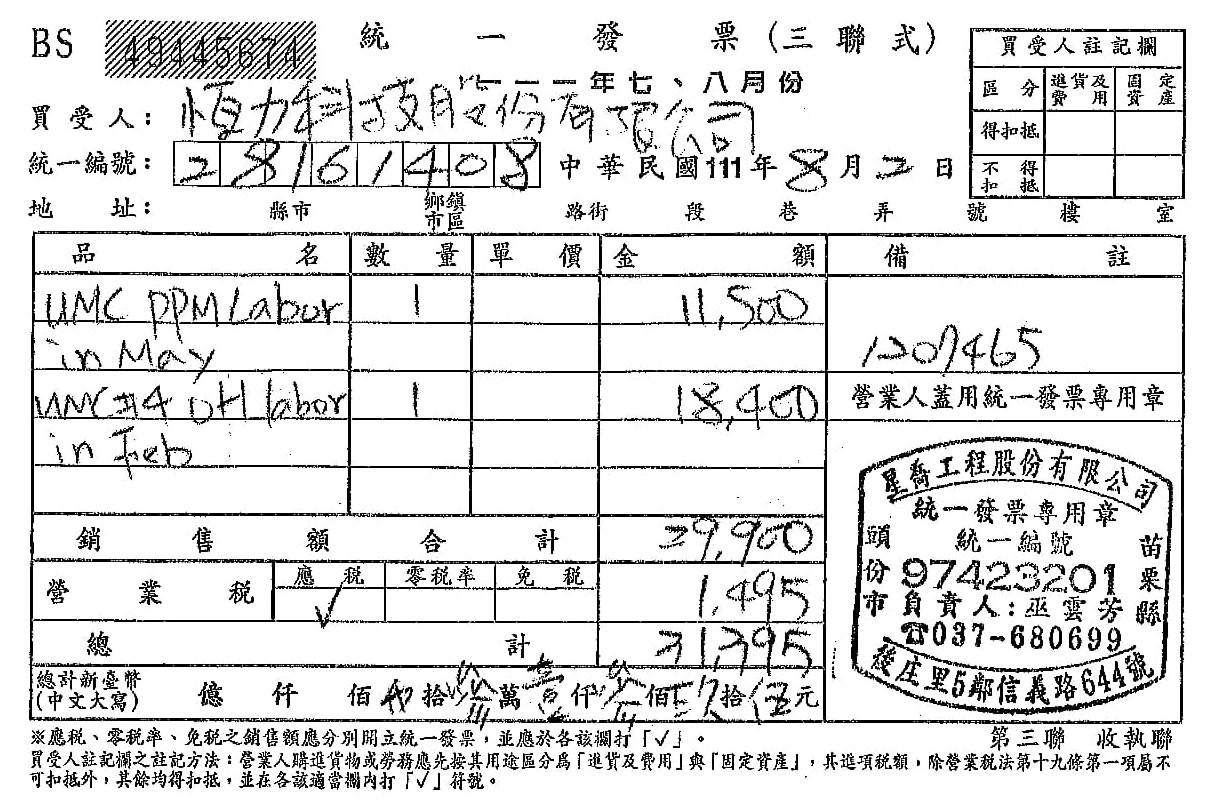 BS 49445674 統一發票(三聯式)
一一一年七、八月份
買受人註記欄
區分 進貨及費用 固定資產
得扣抵
不得扣抵
買受人: 恆力科技股份有限公司
統一編號: 28161408 中華民國111年8月2日
地址: 縣市 鄉鎮市區 路街 段 巷 弄 號 樓 室
品名 數量 單價 金額 備註
UMC PPM Labor 1 11,500
in May 1207465
UMC#4 OH labor 1 18,400 營業人蓋用統一發票專用章
in Feb
銷售額合計 29,900
營業稅 應稅 零稅率 免稅 1,495
√
總計 31,395
總計新臺幣(中文大寫) 億 仟 佰 拾 參萬 壹仟 參佰 玖拾 伍元
星喬工程股份有限公司
統一發票專用章
統一編號
97423201
負責人:巫雲芳
☎037-680699
苗栗縣
頭份市
後庄里5鄰信義路644號
※應稅、零稅率、免稅之銷售額應分別開立統一發票,並應於各該欄打「√」。 第三聯 收執聯
買受人註記欄之註記方法:營業人購進貨物或勞務應先按其用途區分為「進貨及費用」與「固定資產」,其進項稅額,除營業稅法第十九條第一項屬不
可扣抵外,其餘均得扣抵,並在各該適當欄內打「√」符號。